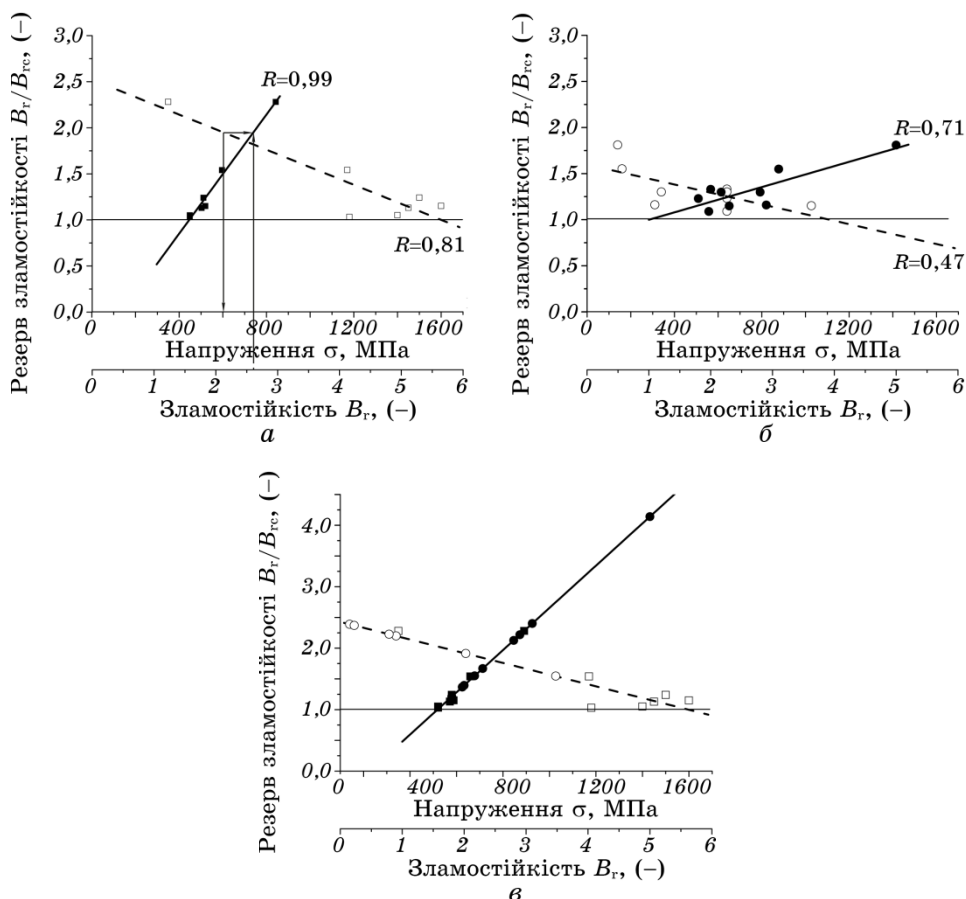 Резерв зламостійкості B_r/B_rc, (–)
4,0
3,0
2,5
2,0
1,5
1,0
0,5
0,0
R=0,99
R=0,81
0 400 800 1200 1600
Напруження σ, МПа
0 1 2 3 4 5 6
Зламостійкість B_r, (–)
а
Резерв зламостійкості B_r/B_rc, (–)
4,0
3,0
2,5
2,0
1,5
1,0
0,5
0,0
R=0,71
R=0,47
0 400 800 1200 1600
Напруження σ, МПа
0 1 2 3 4 5 6
Зламостійкість B_r, (–)
б
Резерв зламостійкості B_r/B_rc, (–)
4,0
3,0
2,0
1,0
0,0
0 400 800 1200 1600
Напруження σ, МПа
0 1 2 3 4 5 6
Зламостійкість B_r, (–)
в